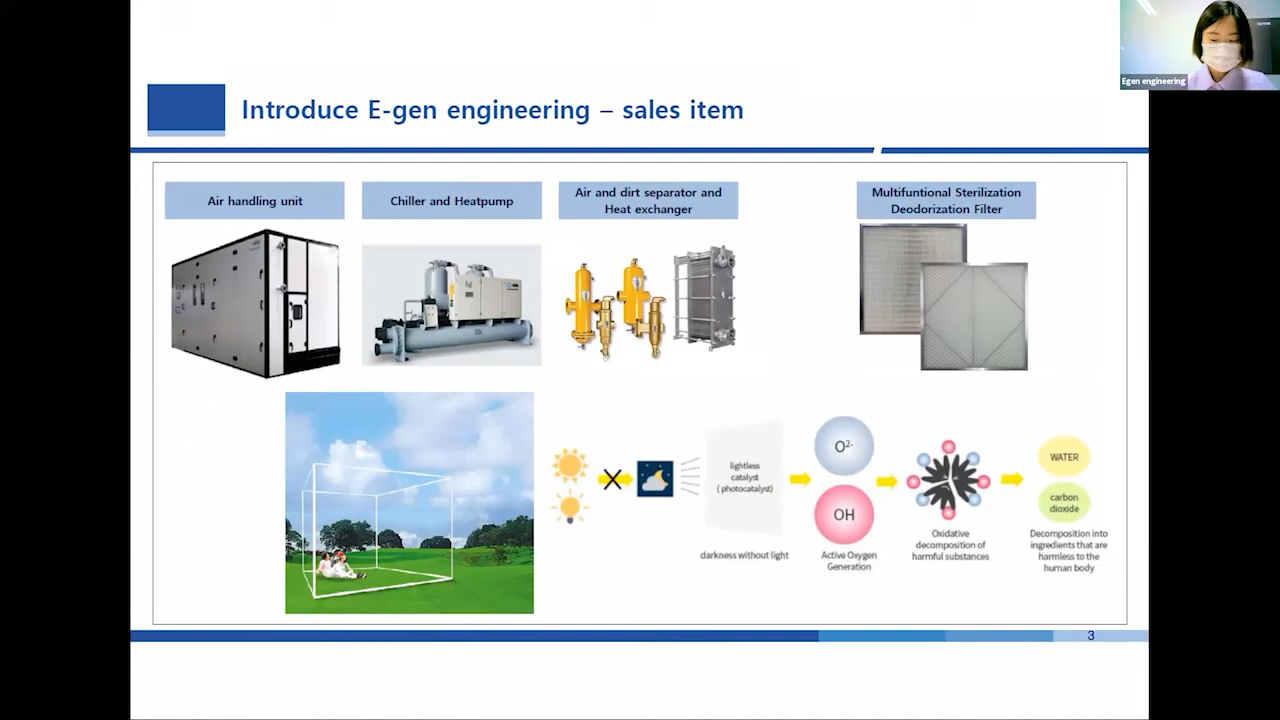 Egen engineering
Introduce E-gen engineering – sales item
Air handling unit
Chiller and Heatpump
Air and dirt separator and
Heat exchanger
Multifuntional Sterilization
Deodorization Filter
lightless
catalyst
( photocatalyst)
darkness without light
O2-
OH
Active Oxygen
Generation
Oxidative
decomposition of
harmful substances
WATER
carbon
dioxide
Decomposition into
ingredients that are
harmless to the
human body
3